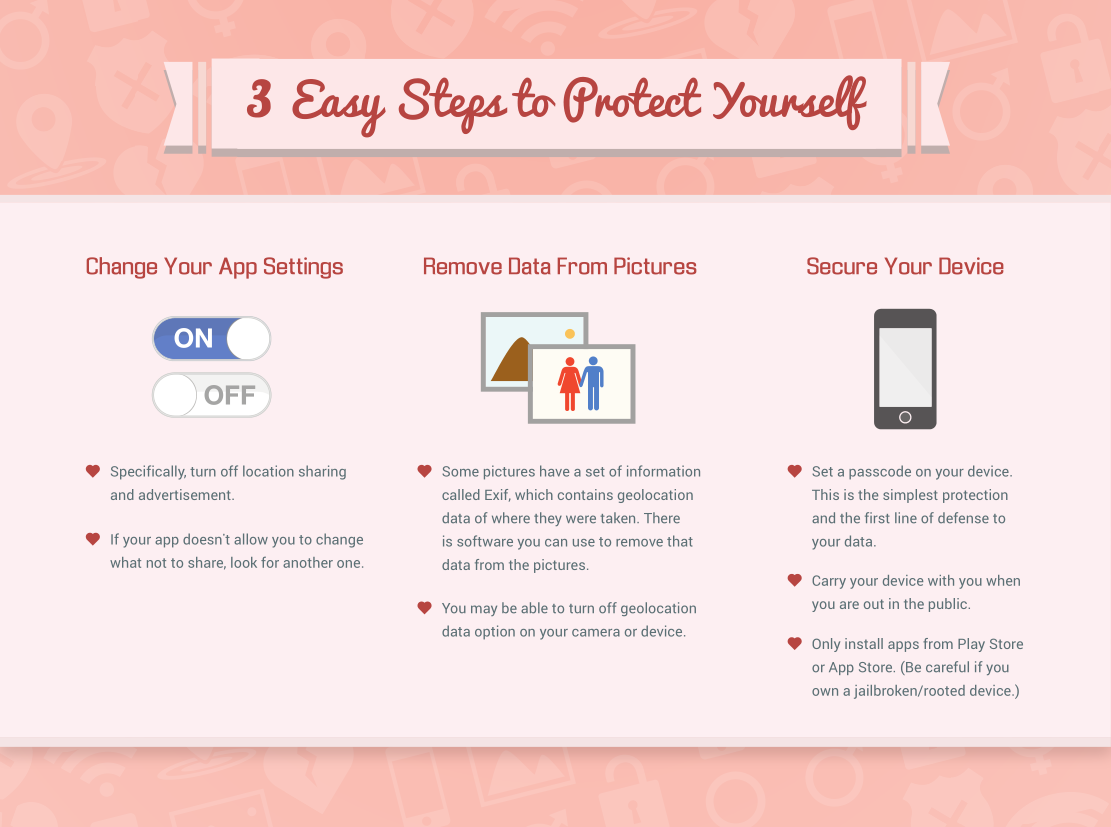 3 Easy Steps to Protect Yourself
Change Your App Settings
ON
OFF
Specifically, turn off location sharing
and advertisement.
If your app doesn't allow you to change
what not to share, look for another one.
Remove Data From Pictures
Some pictures have a set of information
called Exif, which contains geolocation
data of where they were taken. There
is software you can use to remove that
data from the pictures.
You may be able to turn off geolocation
data option on your camera or device.
Secure Your Device
Set a passcode on your device.
This is the simplest protection
and the first line of defense to
your data.
Carry your device with you when
you are out in the public.
Only install apps from Play Store
or App Store. (Be careful if you
own a jailbroken/rooted device.)